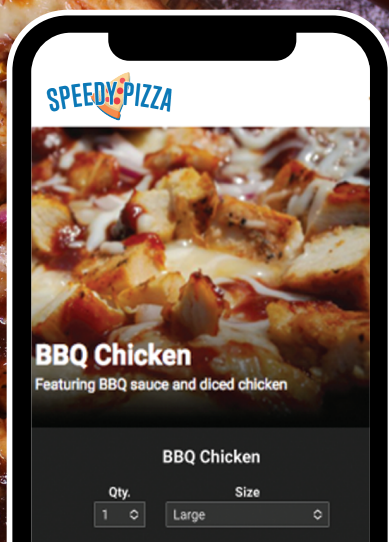 SPEEDY PIZZA
BBQ Chicken
Featuring BBQ sauce and diced chicken
BBQ Chicken
Qty. Size
1 Large